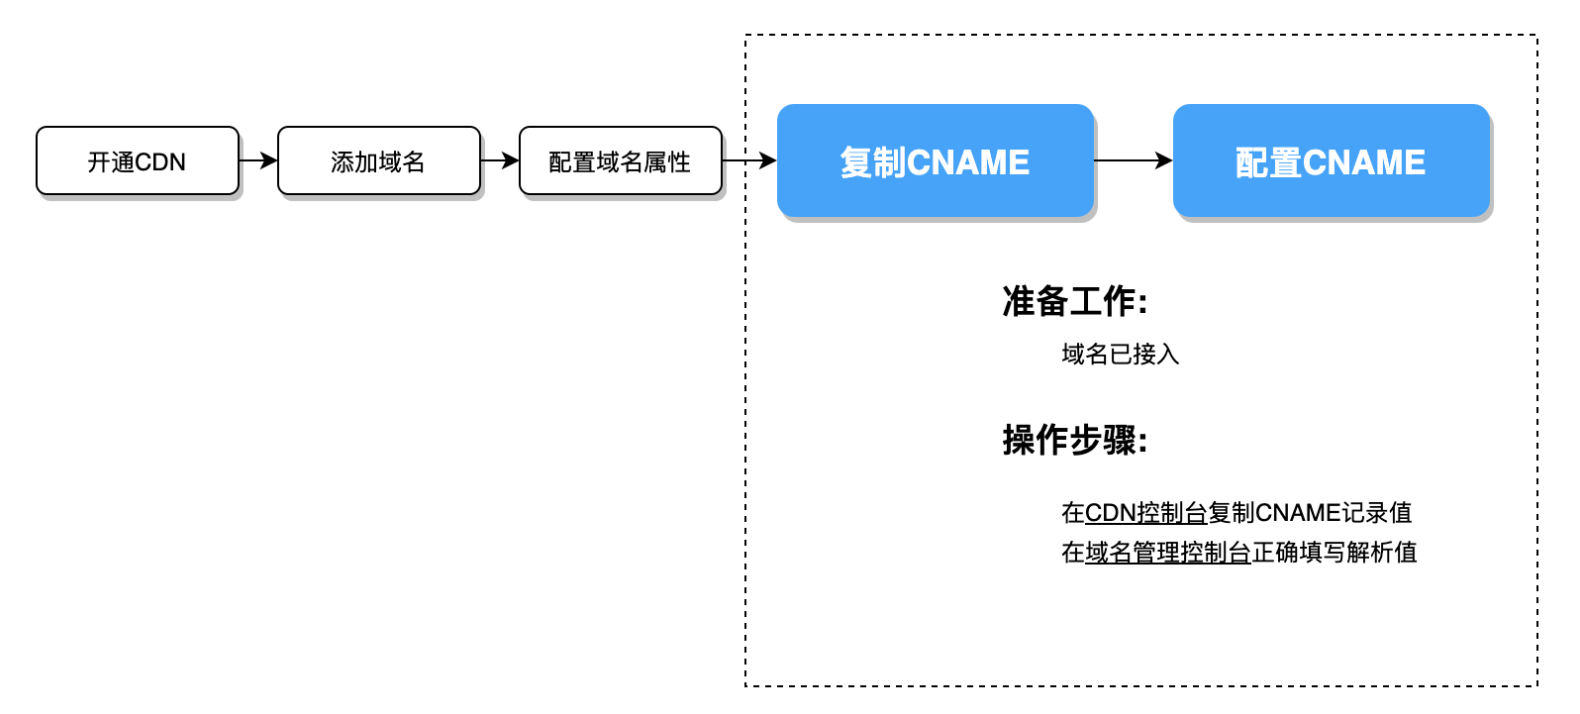 开通CDN
添加域名
配置域名属性
复制CNAME
配置CNAME
准备工作:
域名已接入
操作步骤:
在CDN控制台复制CNAME记录值
在域名管理控制台正确填写解析值